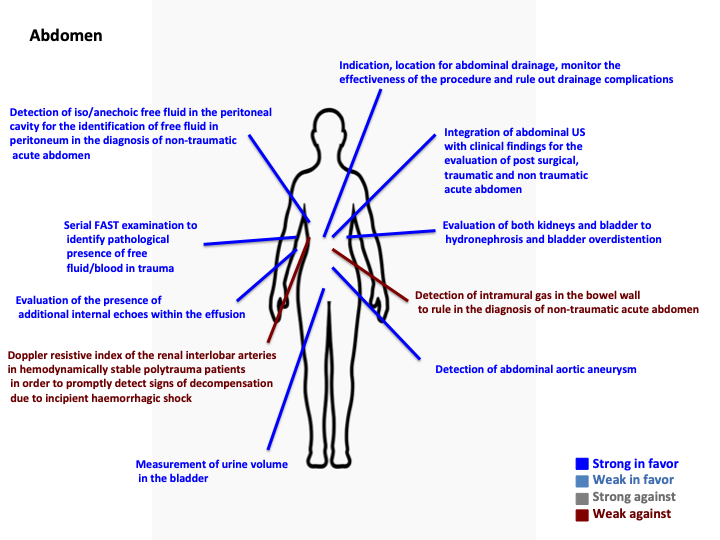 Abdomen
Indication, location for abdominal drainage, monitor the
effectiveness of the procedure and rule out drainage complications
Detection of iso/anechoic free fluid in the peritoneal
cavity for the identification of free fluid in
peritoneum in the diagnosis of non-traumatic
acute abdomen
Integration of abdominal US
with clinical findings for the
evaluation of post surgical,
traumatic and non traumatic
acute abdomen
Serial FAST examination to
identify pathological
presence of free
fluid/blood in trauma
Evaluation of both kidneys and bladder to
hydronephrosis and bladder overdistention
Evaluation of the presence of
additional internal echoes within the effusion
Detection of intramural gas in the bowel wall
to rule in the diagnosis of non-traumatic acute abdomen
Doppler resistive index of the renal interlobar arteries
in hemodynamically stable polytrauma patients
in order to promptly detect signs of decompensation
due to incipient haemorrhagic shock
Detection of abdominal aortic aneurysm
Measurement of urine volume
in the bladder
Strong in favor
Weak in favor
Strong against
Weak against